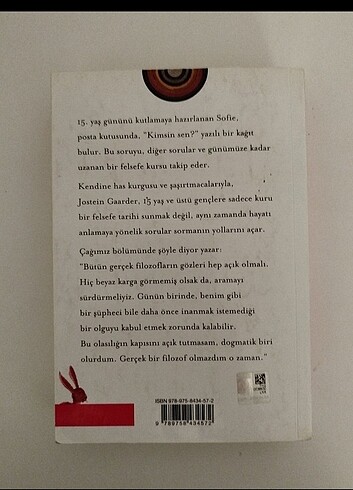 15. yaş gününü kutlamaya hazırlanan Sofie,
posta kutusunda, "Kimsin sen?" yazılı bir kağıt
bulur. Bu soruyu, diğer sorular ve günümüze kadar
uzanan bir felsefe kursu takip eder.
Kendine has kurgusu ve şaşırtmacalarıyla,
Jostein Gaarder, 15 yaş ve üstü gençlere sadece kuru
bir felsefe tarihi sunmak değil, aynı zamanda hayatı
anlamaya yönelik sorular sormanın yollarını açar.
Çağımız bölümünde şöyle diyor yazar:
"Bütün gerçek filozofların gözleri hep açık olmalı.
Hiç beyaz karga görmemiş olsak da, aramayı
sürdürmeliyiz. Günün birinde, benim gibi
bir şüpheci bile daha önce inanmak istemediği
bir olguyu kabul etmek zorunda kalabilir.
Bu olasılığın kapısını açık tutmasam, dogmatik biri
olurdum. Gerçek bir filozof olmazdım o zaman."
ISBN 978-975-8434-57-2
9 789758 434572